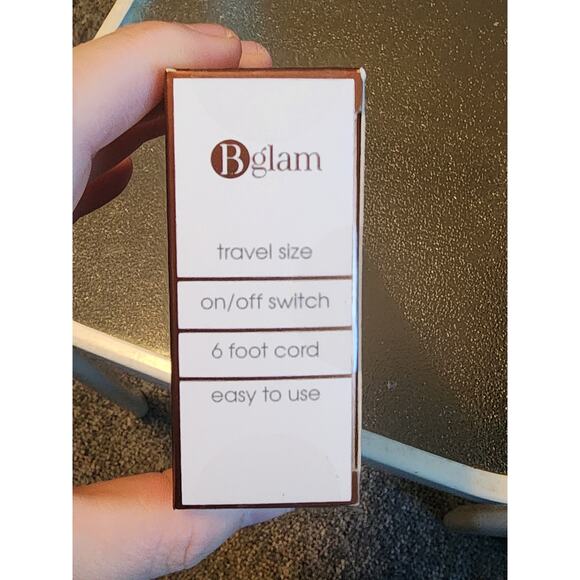 Bglam
travel size
on/off switch
6 foot cord
easy to use